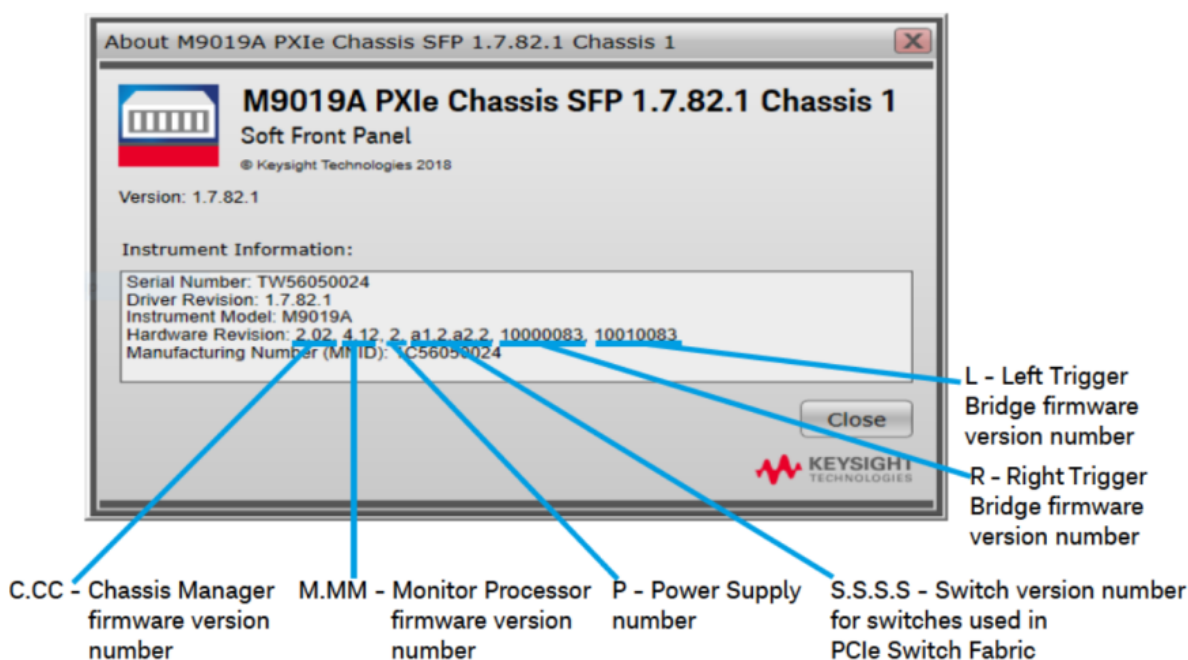 About M9019A PXIe Chassis SFP 1.7.82.1 Chassis 1
M9019A PXIe Chassis SFP 1.7.82.1 Chassis 1
Soft Front Panel
© Keysight Technologies 2018
Version: 1.7.82.1
Instrument Information:
Serial Number: TW56050024
Driver Revision: 1.7.82.1
Instrument Model: M9019A
Hardware Revision: 2.02, 4.12, 2, a1.2.a2.2, 10000083, 10010083
Manufacturing Number (MNID): TC56050024
Close
KEYSIGHT
TECHNOLOGIES
L - Left Trigger
Bridge firmware
version number
R - Right Trigger
Bridge firmware
version number
C.CC - Chassis Manager
firmware version
number
M.MM - Monitor Processor
firmware version
number
P - Power Supply
number
S.S.S.S - Switch version number
for switches used in
PCIe Switch Fabric